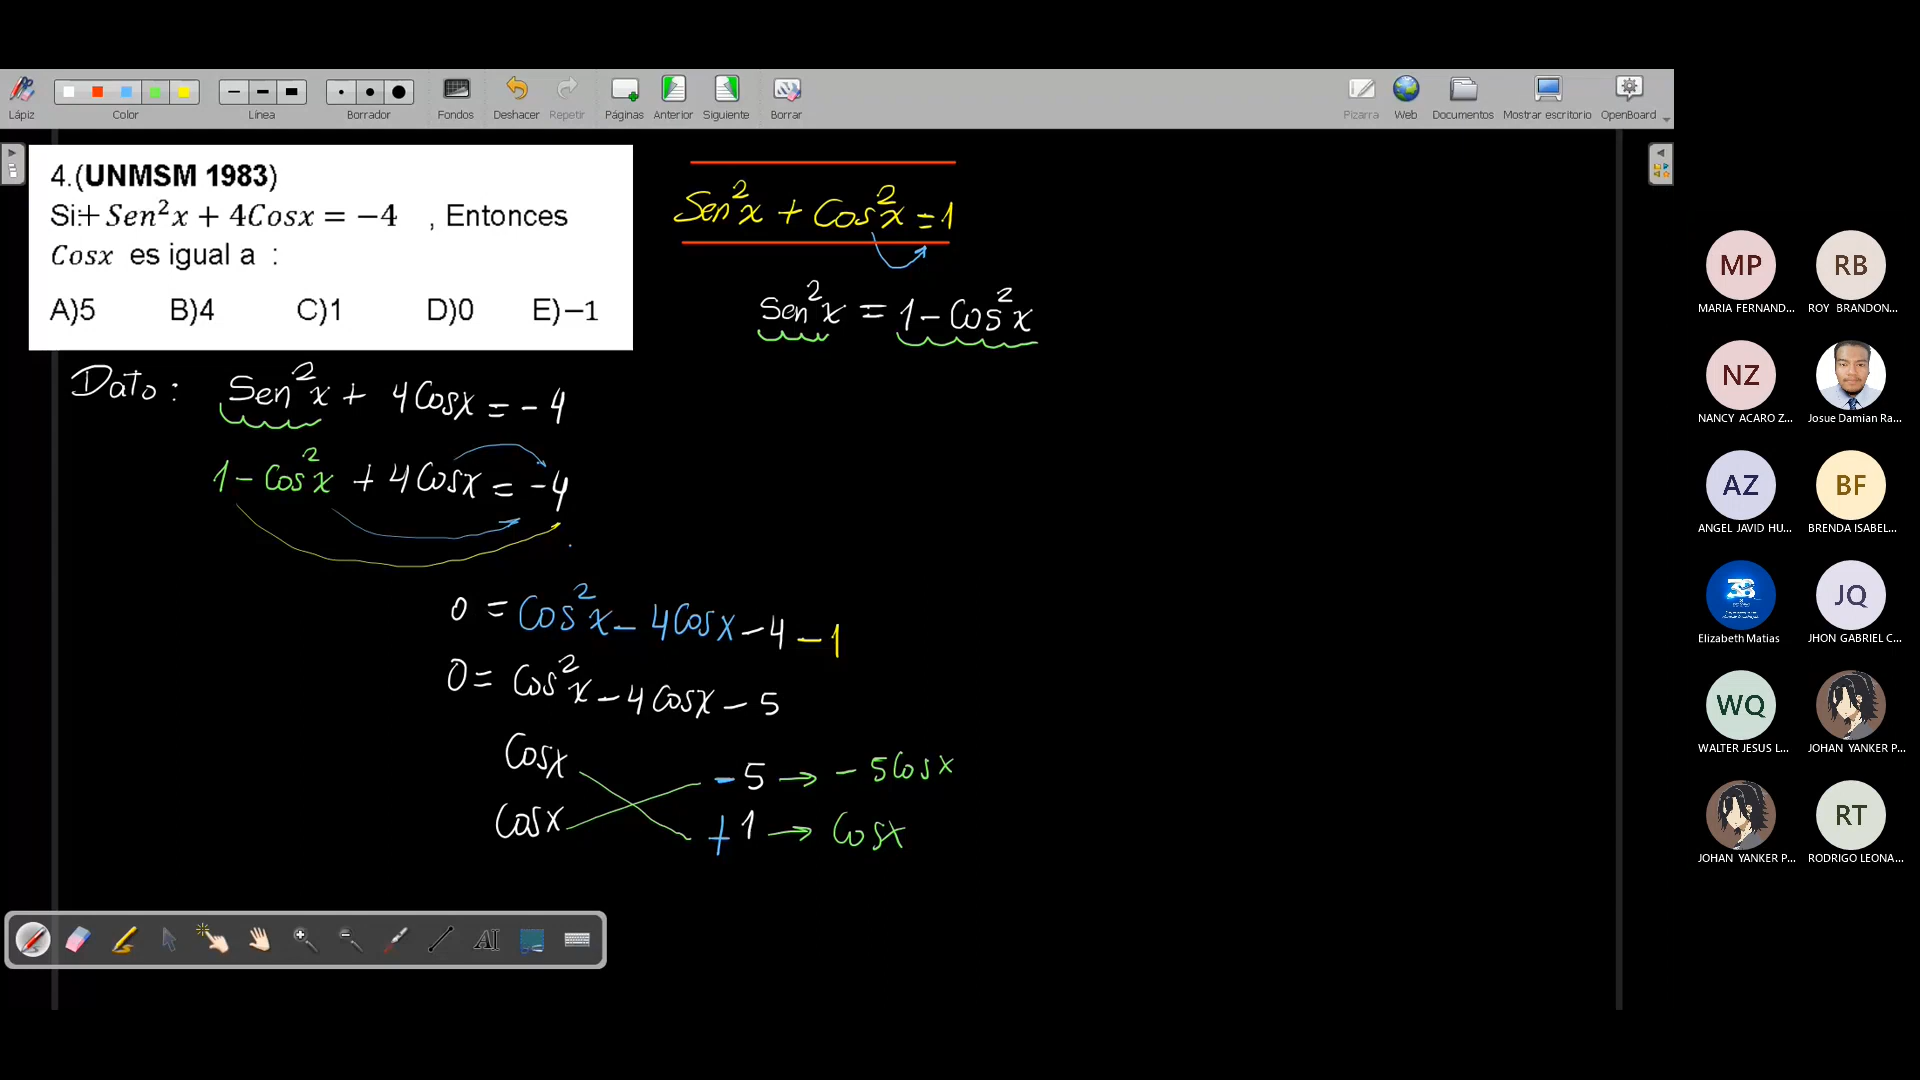 Lápiz
Color
Línea
Borrador
Fondos
Deshacer
Repetir
Páginas
Anterior
Siguiente
Borrar
Pizarra
Web
Documentos
Mostrar escritorio
OpenBoard
4.(UNMSM 1983)
Si:+ Sen²x + 4Cosx = −4 , Entonces
Cosx es igual a :
A)5 B)4 C)1 D)0 E)−1
Sen²x + Cos²x = 1
Sen²x = 1 − Cos²x
Dato: Sen²x + 4Cosx = −4
1 − Cos²x + 4Cosx = −4
0 = Cos²x − 4Cosx − 4 − 1
0 = Cos²x − 4Cosx − 5
Cosx −5 → −5Cosx
Cosx +1 → Cosx
AI
MP
MARIA FERNAND...
RB
ROY BRANDON...
NZ
NANCY ACARO Z...
Josue Damian Ra...
AZ
ANGEL JAVID HU...
BF
BRENDA ISABEL...
Elizabeth Matias
JQ
JHON GABRIEL C...
WQ
WALTER JESUS L...
JOHAN YANKER P...
JOHAN YANKER P...
RT
RODRIGO LEONA...